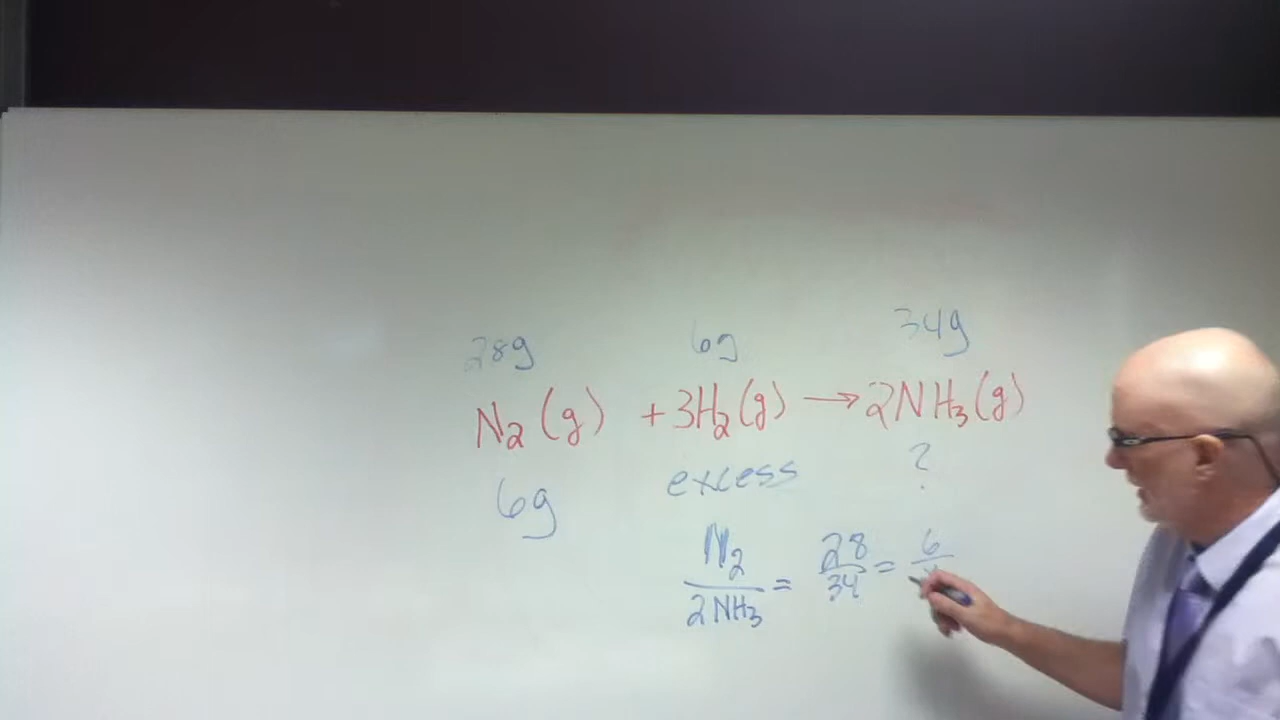 28g 6g 34g
N₂(g) + 3H₂(g) → 2NH₃(g)
6g excess ?
N₂/2NH₃ = 28/34 = 6/